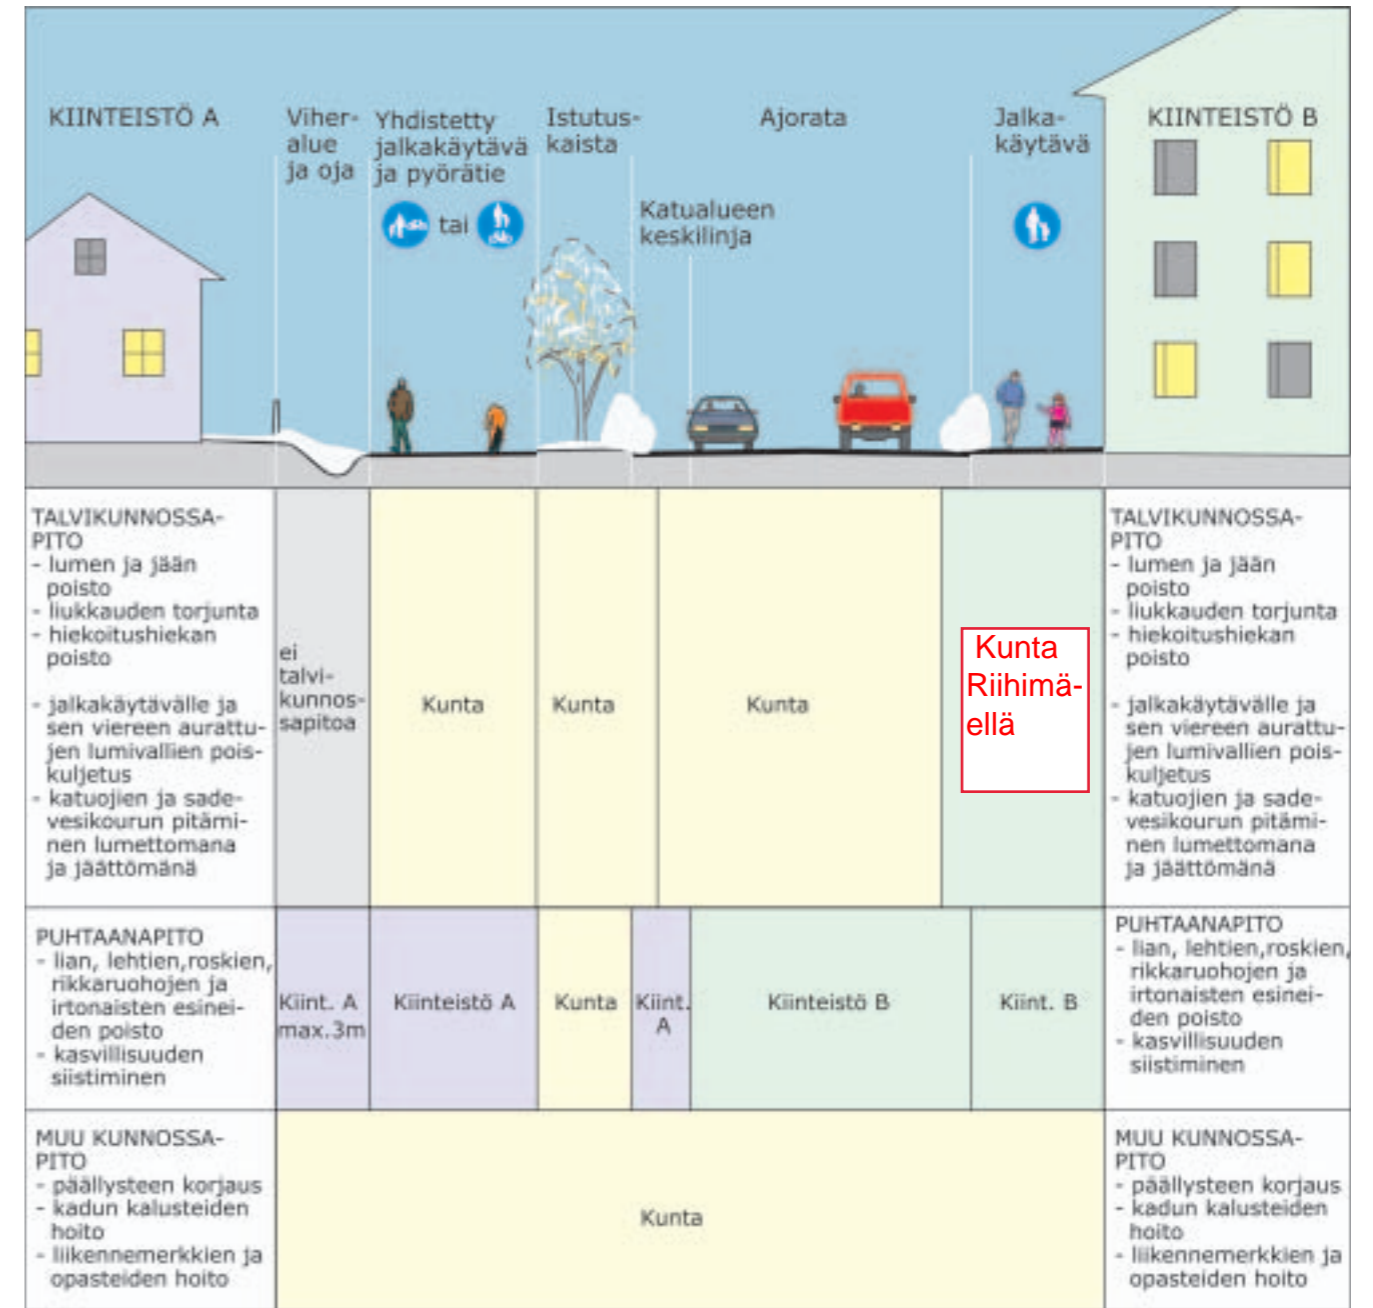 KIINTEISTÖ A
Viher-
alue
ja oja
Yhdistetty
jalkakäytävä
ja pyörätie
tai
Istutus-
kaista
Katualueen
keskilinja
Ajorata
Jalka-
käytävä
KIINTEISTÖ B
TALVIKUNNOSSA-
PITO
- lumen ja jään
poisto
- liukkauden torjunta
- hiekoitushiekan
poisto
- jalkakäytävälle ja
sen viereen aurattu-
jen lumivallien pois-
kuljetus
- katuojien ja sade-
vesikourun pitämi-
nen lumettomana
ja jäättömänä
ei
talvi-
kunnos-
sapitoa
Kunta
Kunta
Kunta
Kunta
Riihimä-
ellä
TALVIKUNNOSSA-
PITO
- lumen ja jään
poisto
- liukkauden torjunta
- hiekoitushiekan
poisto
- jalkakäytävälle ja
sen viereen aurattu-
jen lumivallien pois-
kuljetus
- katuojien ja sade-
vesikourun pitämi-
nen lumettomana
ja jäättömänä
PUHTAANAPITO
- lian, lehtien,roskien,
rikkaruohojen ja
irtonaisten esinei-
den poisto
- kasvillisuuden
siistiminen
Kiint. A
max.3m
Kiinteistö A
Kunta
Kiint.
A
Kiinteistö B
Kiint. B
PUHTAANAPITO
- lian, lehtien,roskien,
rikkaruohojen ja
irtonaisten esinei-
den poisto
- kasvillisuuden
siistiminen
MUU KUNNOSSA-
PITO
- päällysteen korjaus
- kadun kalusteiden
hoito
- liikennemerkkien ja
opasteiden hoito
Kunta
MUU KUNNOSSA-
PITO
- päällysteen korjaus
- kadun kalusteiden
hoito
- liikennemerkkien ja
opasteiden hoito